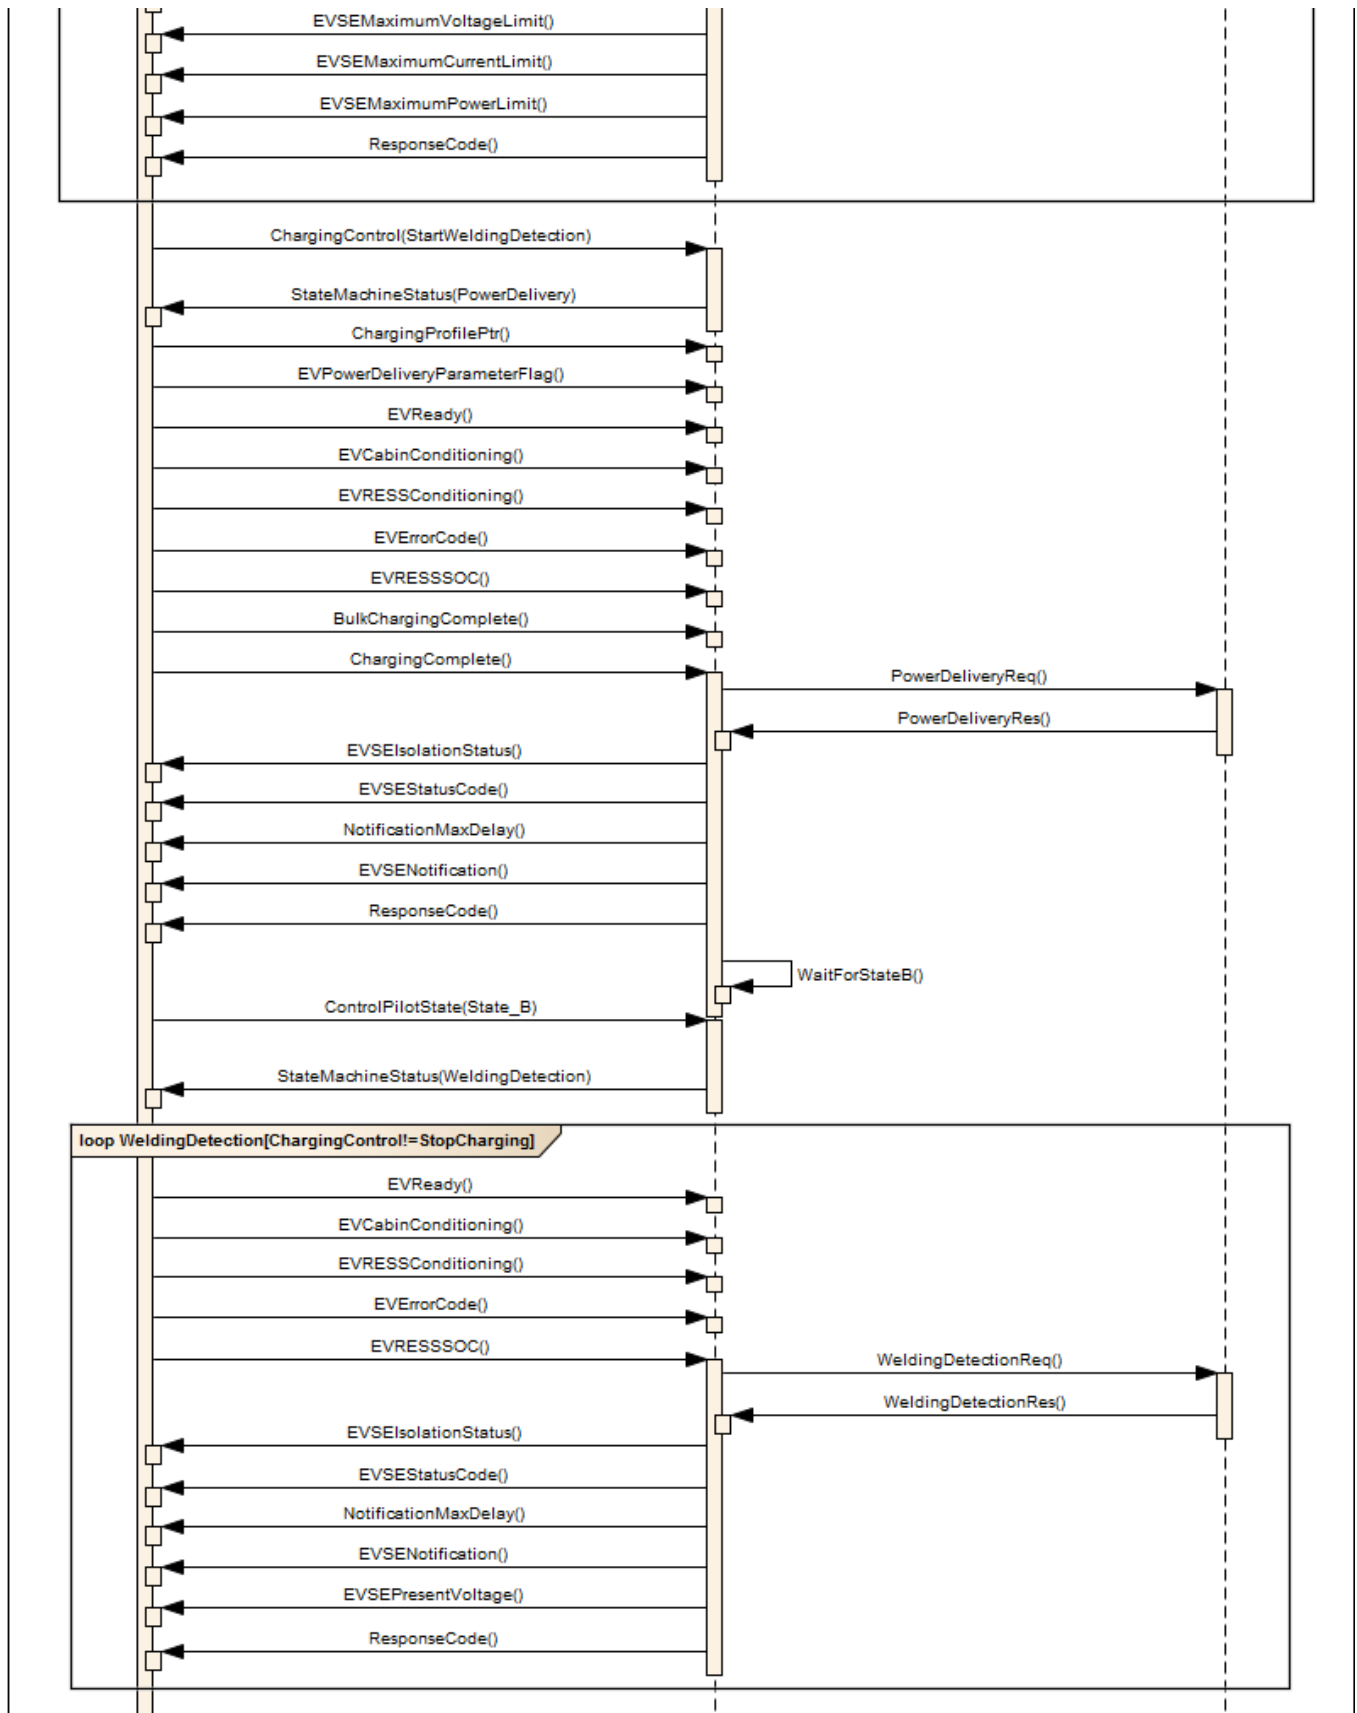 EVSEMaximumVoltageLimit()
EVSEMaximumCurrentLimit()
EVSEMaximumPowerLimit()
ResponseCode()
ChargingControl(StartWeldingDetection)
StateMachineStatus(PowerDelivery)
ChargingProfilePtr()
EVPowerDeliveryParameterFlag()
EVReady()
EVCabinConditioning()
EVRESSConditioning()
EVErrorCode()
EVRESSSOC()
BulkChargingComplete()
ChargingComplete()
PowerDeliveryReq()
PowerDeliveryRes()
EVSEIsolationStatus()
EVSEStatusCode()
NotificationMaxDelay()
EVSENotification()
ResponseCode()
WaitForStateB()
ControlPilotState(State_B)
StateMachineStatus(WeldingDetection)
loop WeldingDetection[ChargingControl!=StopCharging]
EVReady()
EVCabinConditioning()
EVRESSConditioning()
EVErrorCode()
EVRESSSOC()
WeldingDetectionReq()
WeldingDetectionRes()
EVSEIsolationStatus()
EVSEStatusCode()
NotificationMaxDelay()
EVSENotification()
EVSEPresentVoltage()
ResponseCode()